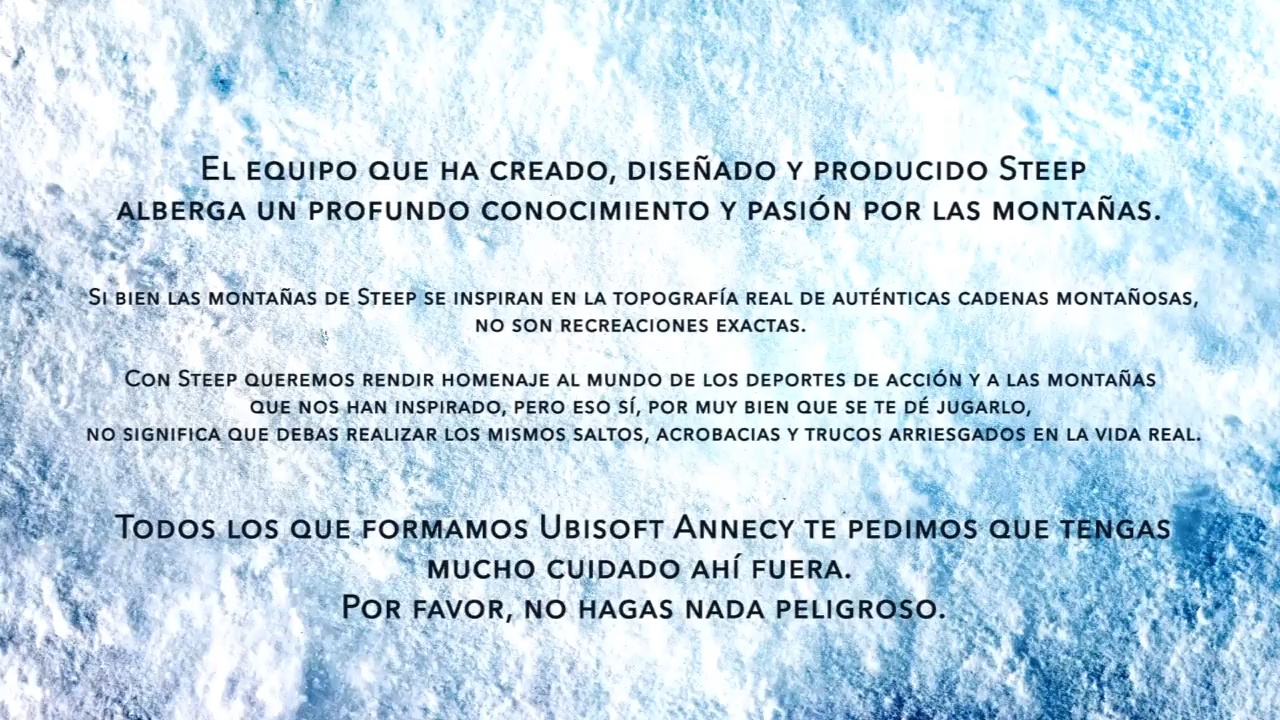 El equipo que ha creado, diseñado y producido Steep
alberga un profundo conocimiento y pasión por las montañas.
Si bien las montañas de Steep se inspiran en la topografía real de auténticas cadenas montañosas,
no son recreaciones exactas.
Con Steep queremos rendir homenaje al mundo de los deportes de acción y a las montañas
que nos han inspirado, pero eso sí, por muy bien que se te dé jugarlo,
no significa que debas realizar los mismos saltos, acrobacias y trucos arriesgados en la vida real.
Todos los que formamos Ubisoft Annecy te pedimos que tengas
mucho cuidado ahí fuera.
Por favor, no hagas nada peligroso.